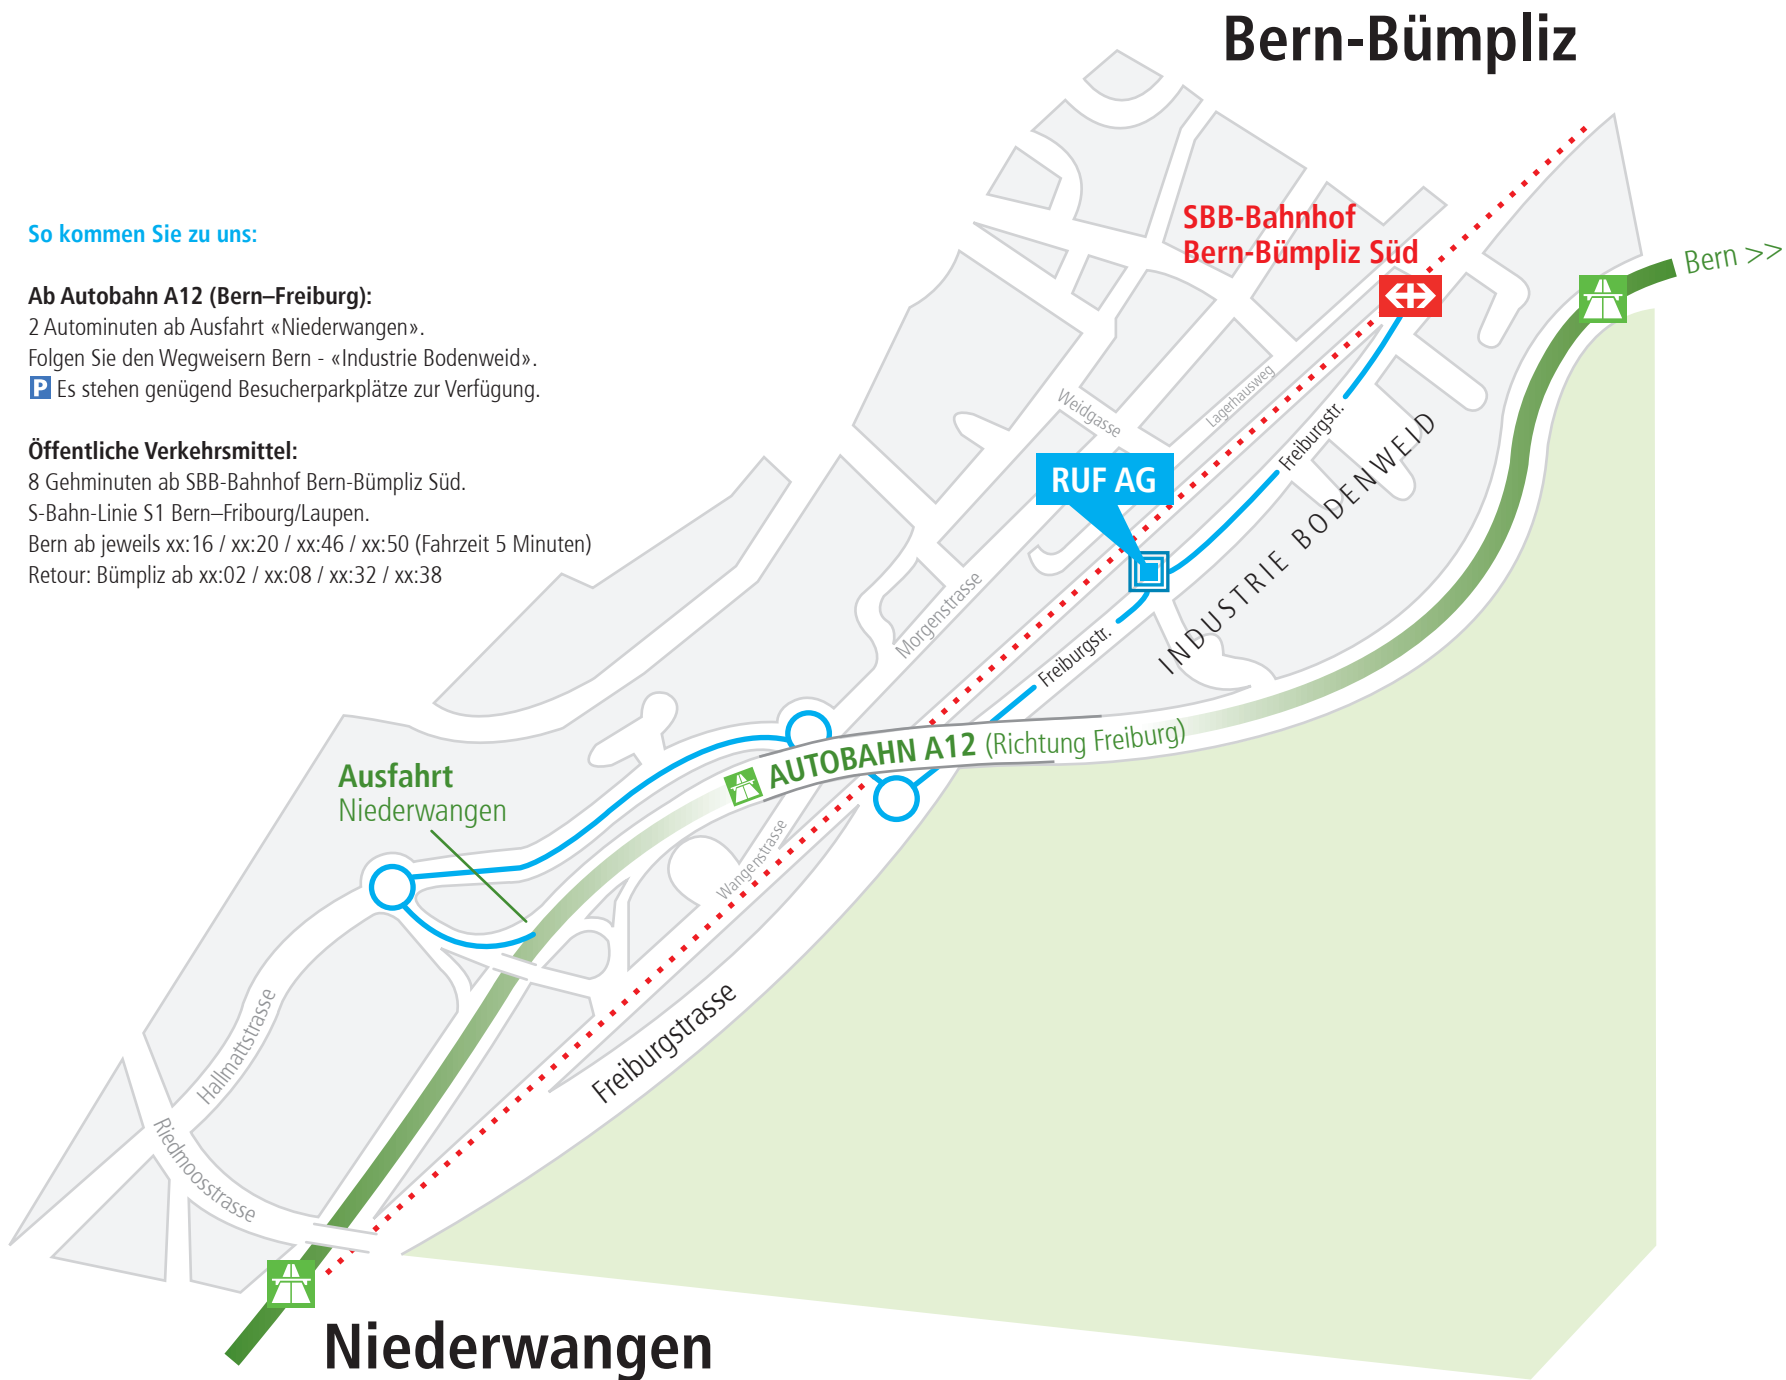 Bern-Bümpliz
So kommen Sie zu uns:
Ab Autobahn A12 (Bern–Freiburg):
2 Autominuten ab Ausfahrt «Niederwangen».
Folgen Sie den Wegweisern Bern - «Industrie Bodenweid».
P Es stehen genügend Besucherparkplätze zur Verfügung.
Öffentliche Verkehrsmittel:
8 Gehminuten ab SBB-Bahnhof Bern-Bümpliz Süd.
S-Bahn-Linie S1 Bern–Fribourg/Laupen.
Bern ab jeweils xx:16 / xx:20 / xx:46 / xx:50 (Fahrzeit 5 Minuten)
Retour: Bümpliz ab xx:02 / xx:08 / xx:32 / xx:38
SBB-Bahnhof
Bern-Bümpliz Süd
Bern >>
Lagerhausweg
Weidgasse
Freiburgstr.
RUF AG
INDUSTRIE BODENWEID
Morgenstrasse
Freiburgstr.
AUTOBAHN A12 (Richtung Freiburg)
Ausfahrt
Niederwangen
Wangenstrasse
Freiburgstrasse
Hallmattstrasse
Riedmoosstrasse
Niederwangen